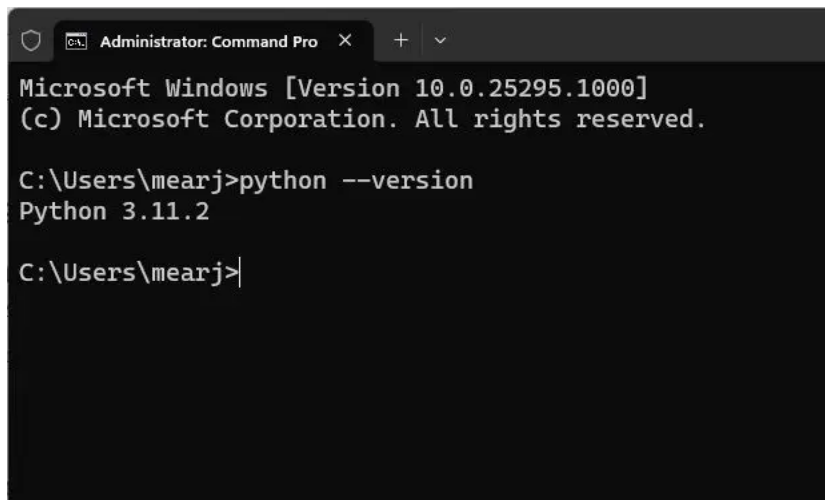 Administrator: Command Pro
Microsoft Windows [Version 10.0.25295.1000]
(c) Microsoft Corporation. All rights reserved.
C:\Users\mearj>python --version
Python 3.11.2
C:\Users\mearj>